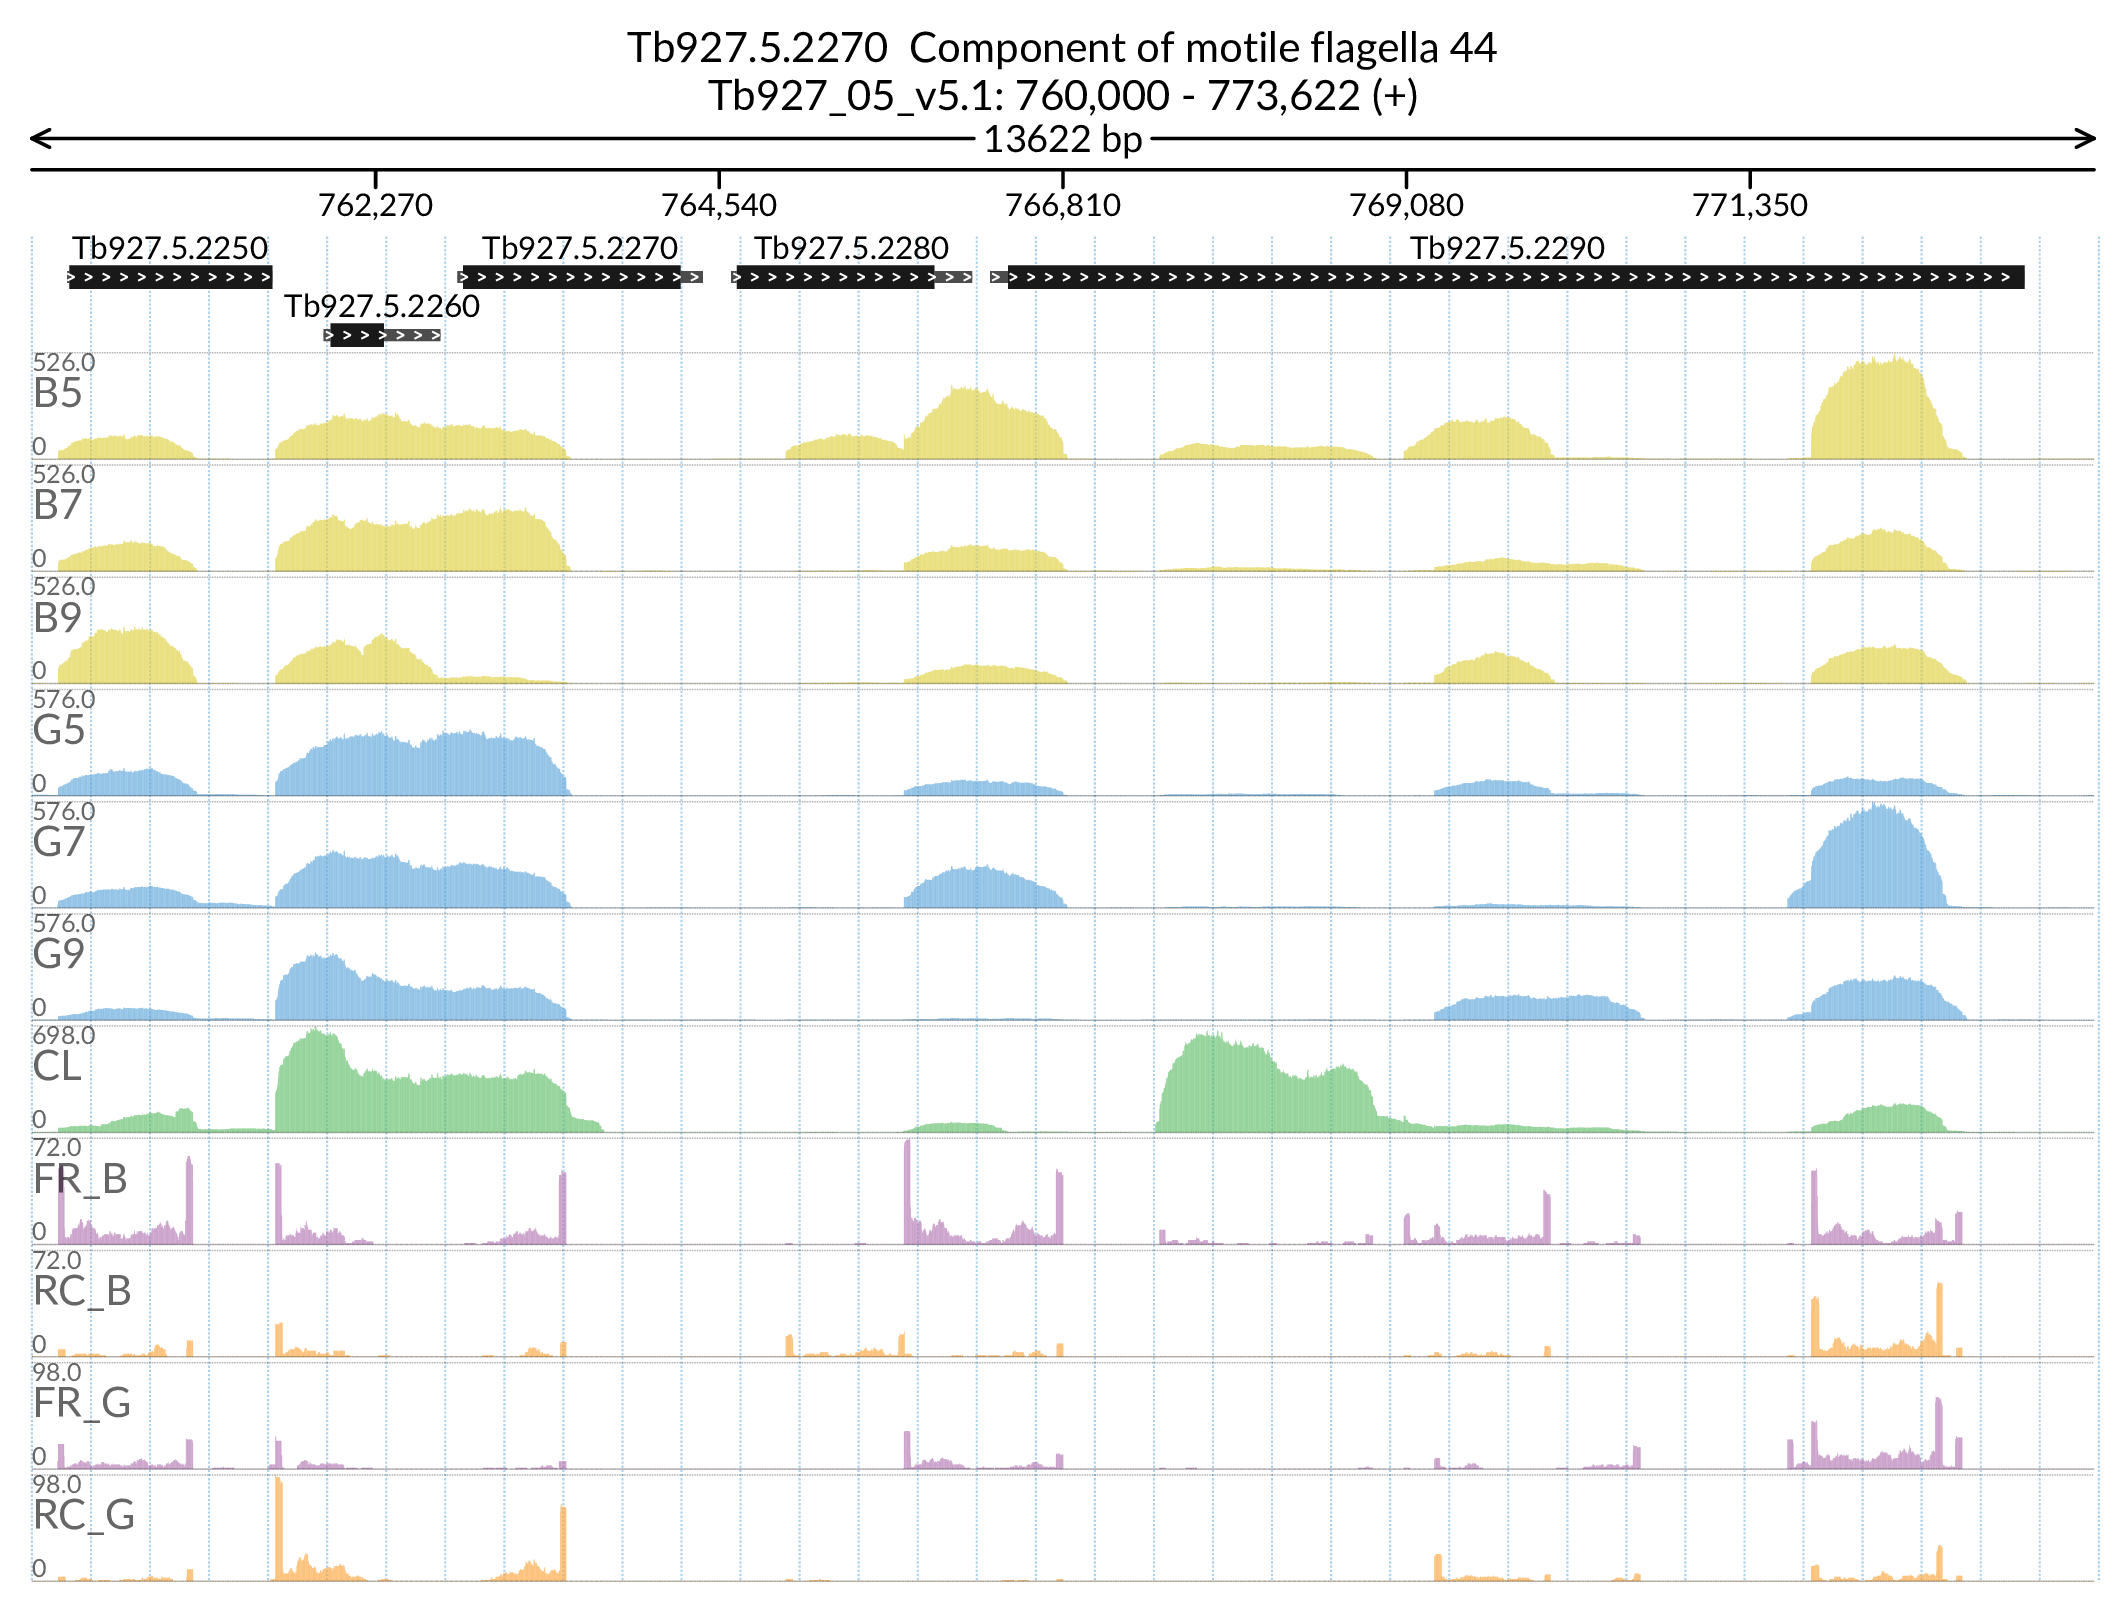 Tb927.5.2270  Component of motile flagella 44
Tb927_05_v5.1: 760,000 - 773,622 (+)
13622 bp
762,270 764,540 766,810 769,080 771,350
Tb927.5.2250 Tb927.5.2270 Tb927.5.2280 Tb927.5.2290
Tb927.5.2260
526.0
B5
0
526.0
B7
0
526.0
B9
0
576.0
G5
0
576.0
G7
0
576.0
G9
0
698.0
CL
0
72.0
FR_B
0
72.0
RC_B
0
98.0
FR_G
0
98.0
RC_G
0